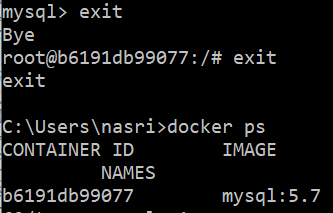 mysql> exit
Bye
root@b6191db99077:/# exit
exit
C:\Users\nasri>docker ps
CONTAINER ID        IMAGE
        NAMES
b6191db99077        mysql:5.7